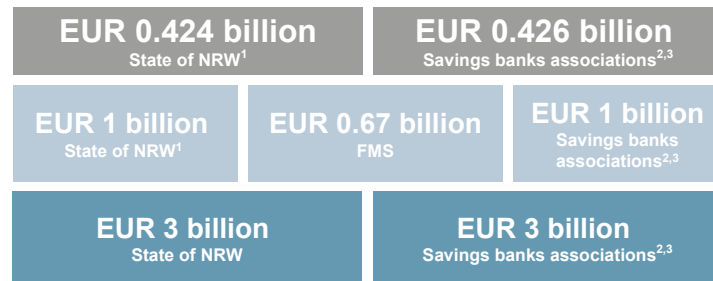 EUR 0.424 billion
State of NRW¹
EUR 0.426 billion
Savings banks associations²,³
EUR 1 billion
State of NRW¹
EUR 0.67 billion
FMS
EUR 1 billion
Savings banks
associations²,³
EUR 3 billion
State of NRW
EUR 3 billion
Savings banks associations²,³